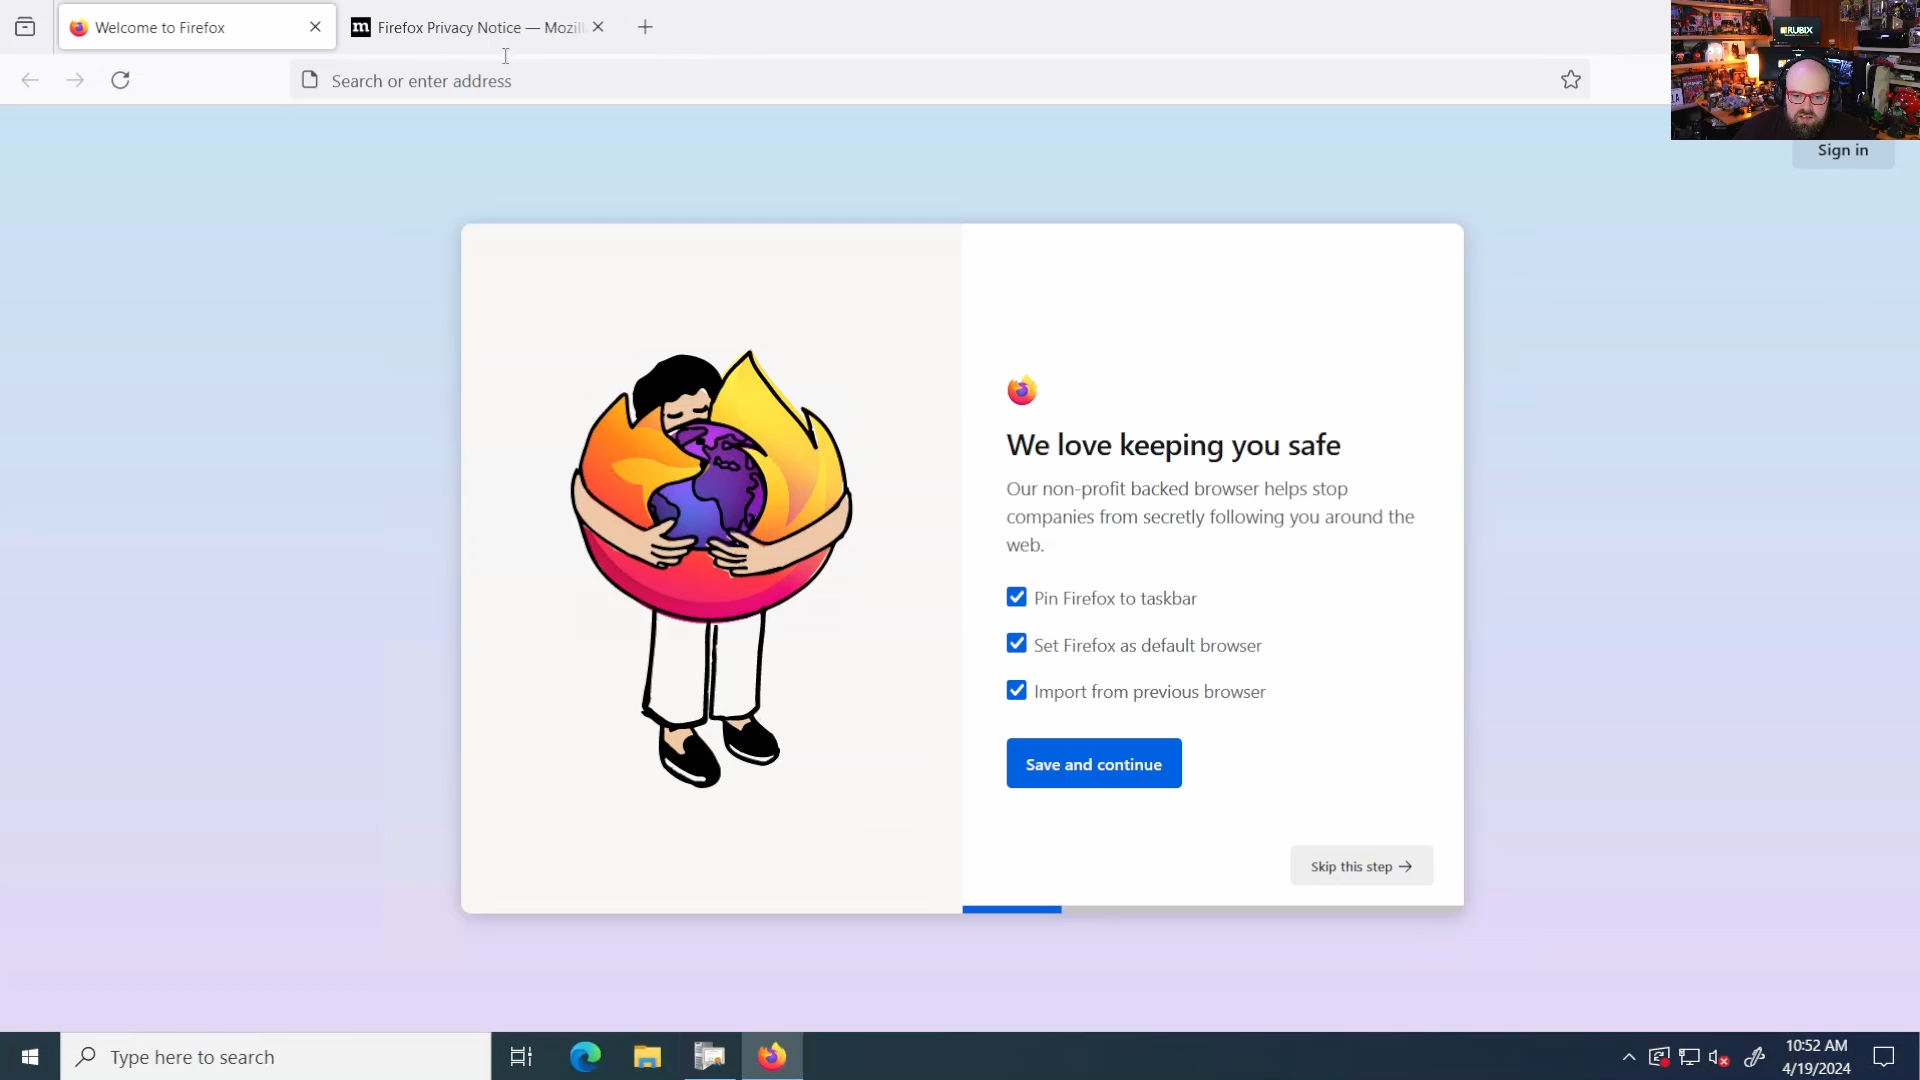 Welcome to Firefox
m Firefox Privacy Notice — Mozil
Search or enter address
RUBIX
Sign in
We love keeping you safe
Our non-profit backed browser helps stop
companies from secretly following you around the
web.
Pin Firefox to taskbar
Set Firefox as default browser
Import from previous browser
Save and continue
Skip this step →
Type here to search
10:52 AM
4/19/2024